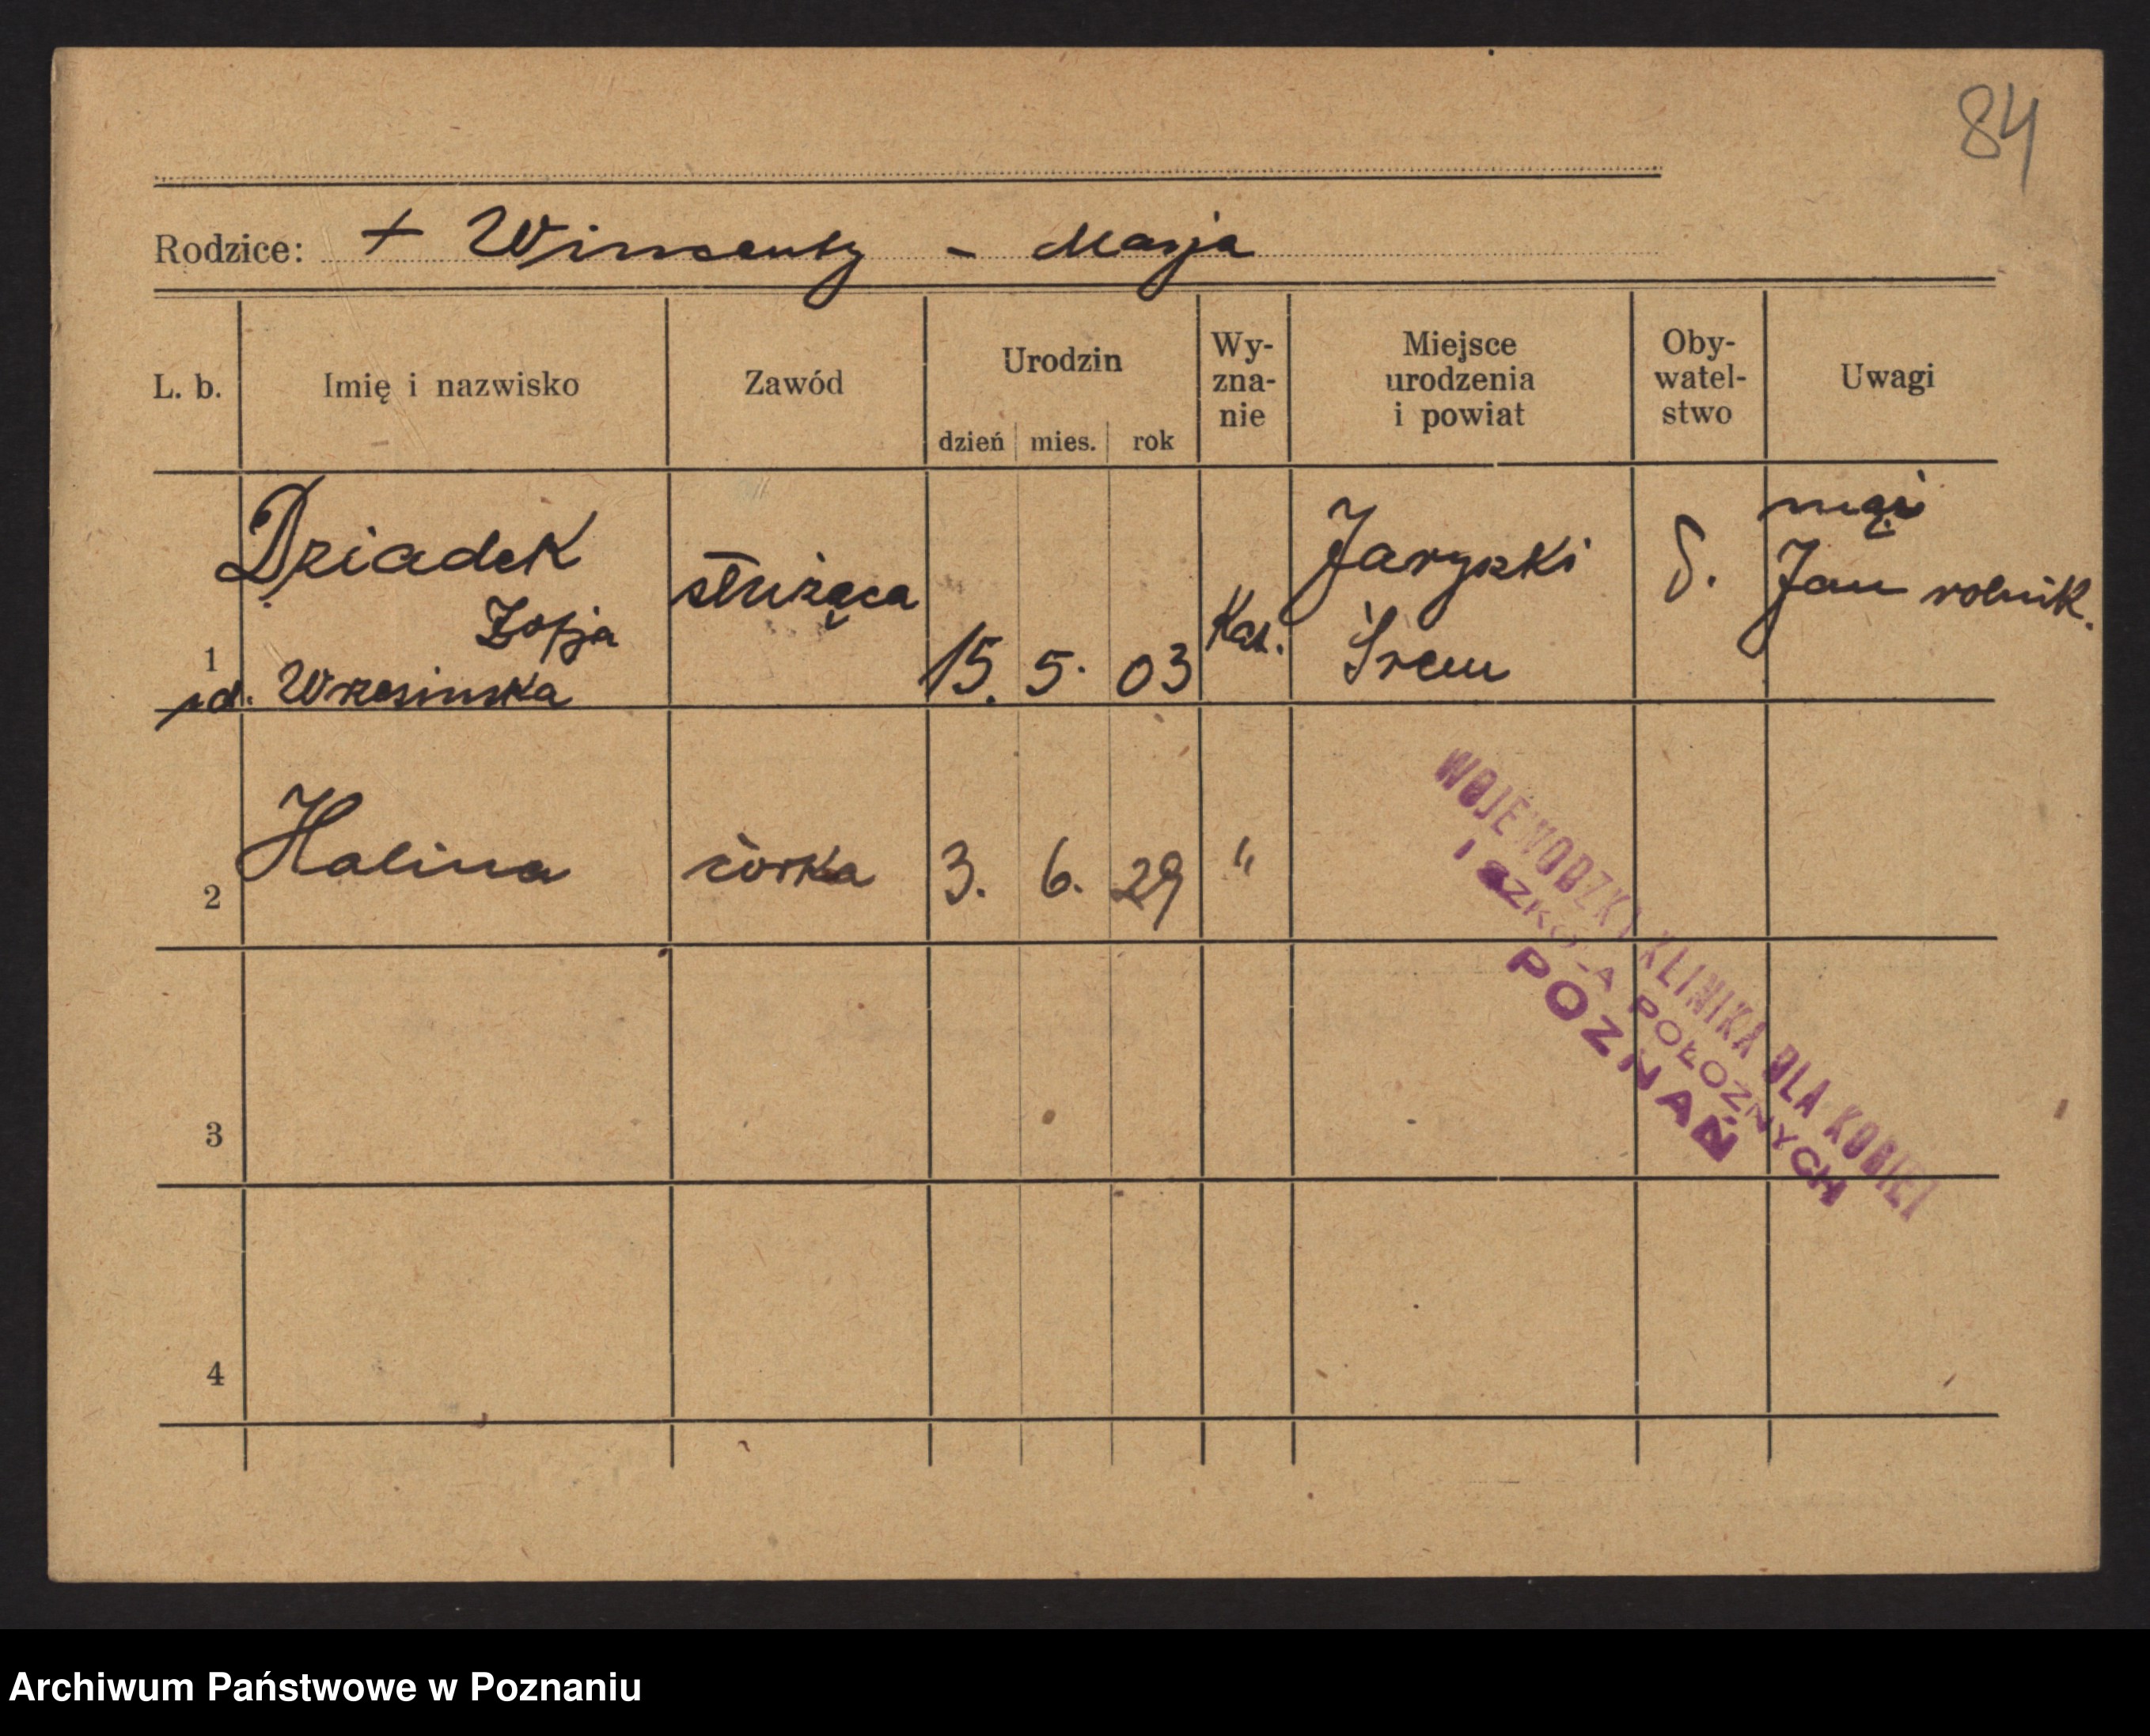 84
Rodzice: + Wincenty - Marja
L. b. Imię i nazwisko Zawód Urodzin dzień mies. rok Wy-zna-nie Miejsce urodzenia i powiat Oby-watel-stwo Uwagi
1 Dziadek Zofja służąca 15. 5. 03 Kat. Jaryszki Śrem P. mąż Jan rolnik.
zd. Wrzesinska
2 Halina córka 3. 6. 29 "
3
4
WOJEWÓDZKA KLINIKA DLA KOBIET
I SZKOŁA POŁOŻNYCH
POZNAŃ
Archiwum Państwowe w Poznaniu